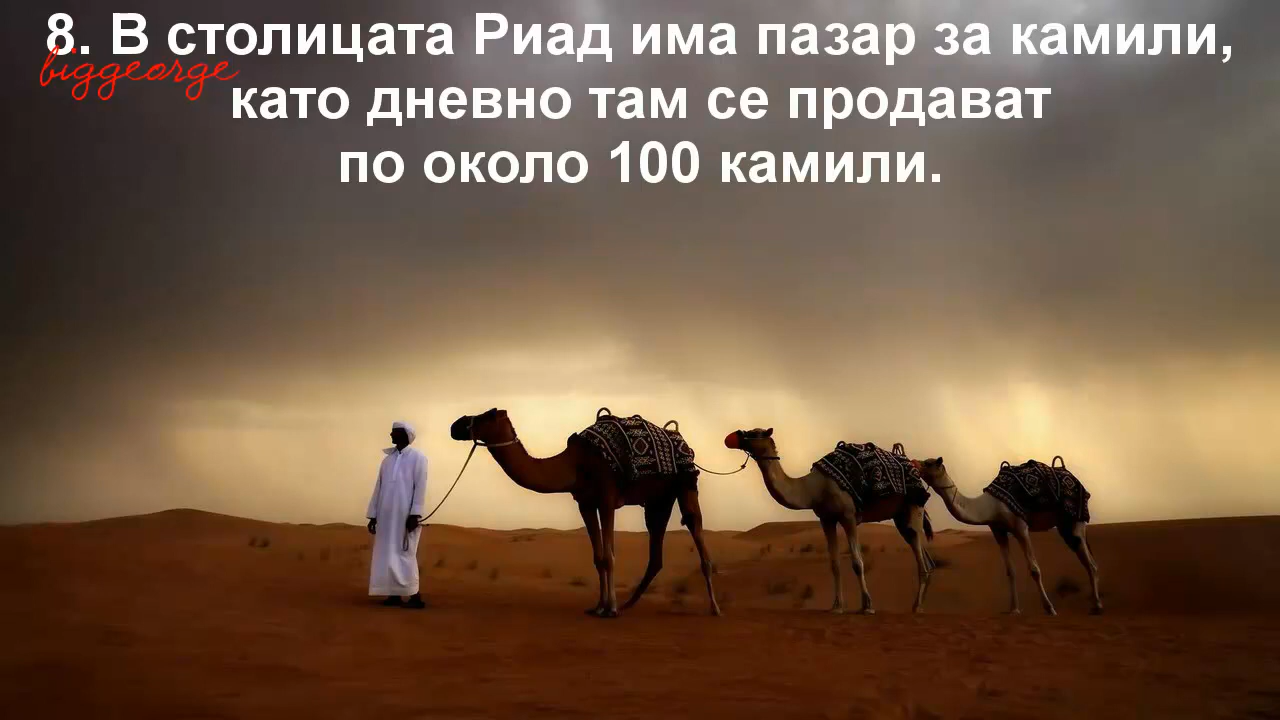 8. В столицата Риад има пазар за камили,
biggeorge
като дневно там се продават
по около 100 камили.